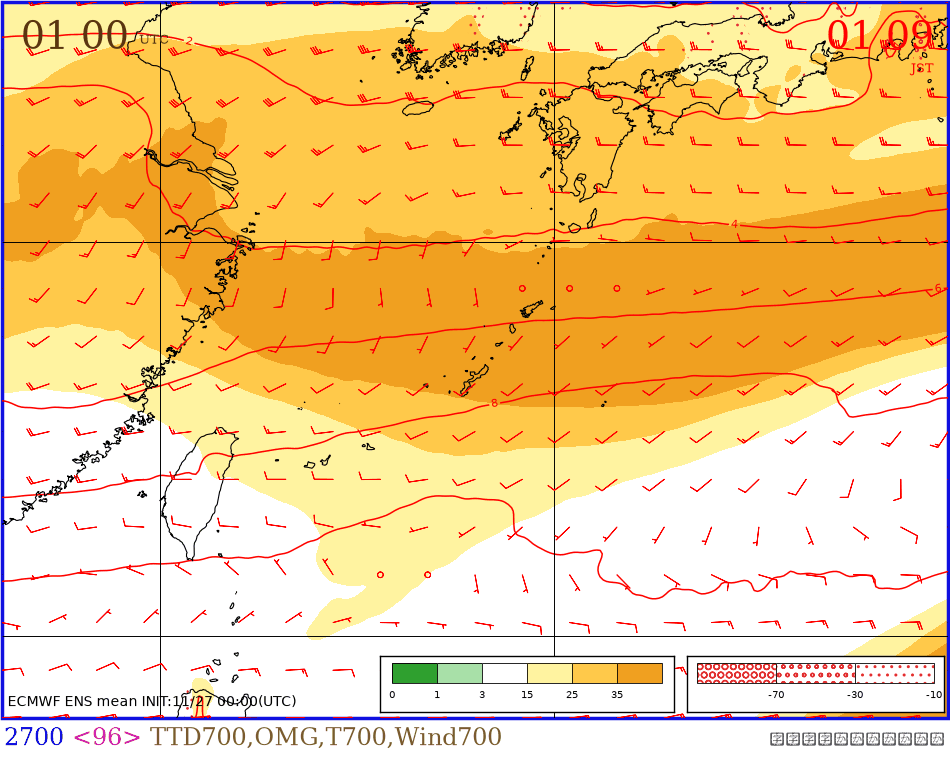 01 00 UTC 01 09
JST
2
4
6
8
0 1 3 15 25 35 -70 -30 -10
ECMWF ENS mean INIT:11/27 00:00(UTC)
2700 <96> TTD700,OMG,T700,Wind700